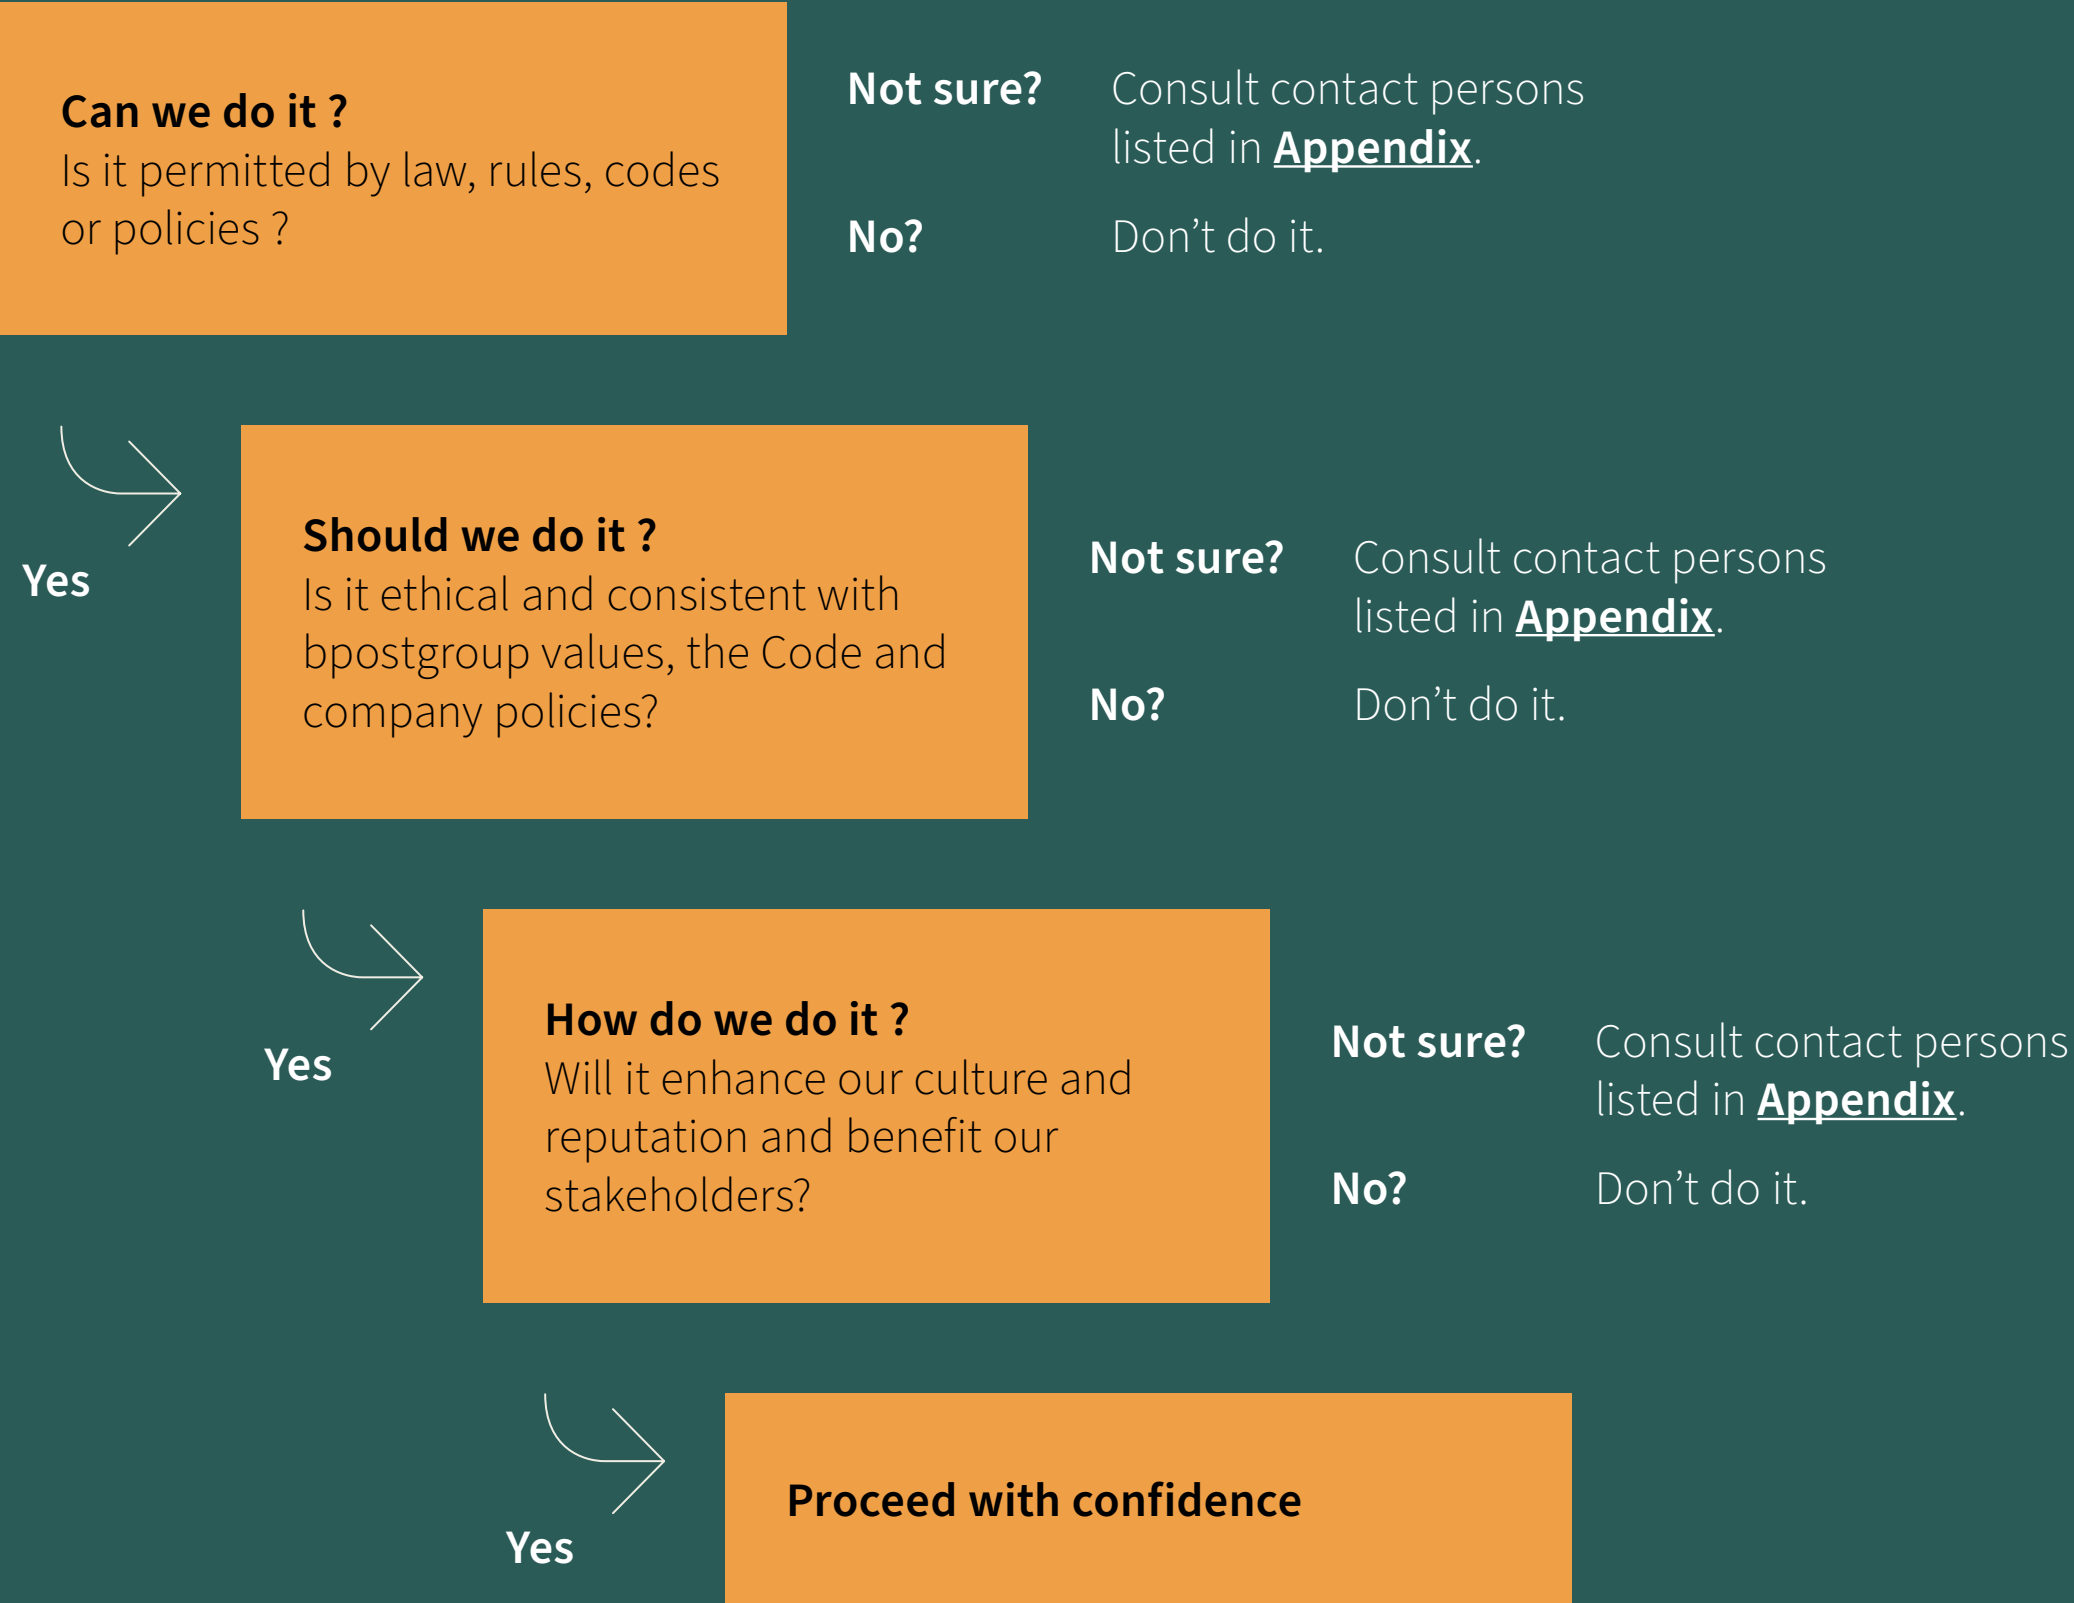 Can we do it ?
Is it permitted by law, rules, codes
or policies ?
Not sure?
Consult contact persons
listed in Appendix.
No?
Don’t do it.
Yes
Should we do it ?
Is it ethical and consistent with
bpostgroup values, the Code and
company policies?
Not sure?
Consult contact persons
listed in Appendix.
No?
Don’t do it.
Yes
How do we do it ?
Will it enhance our culture and
reputation and benefit our
stakeholders?
Not sure?
Consult contact persons
listed in Appendix.
No?
Don’t do it.
Yes
Proceed with confidence